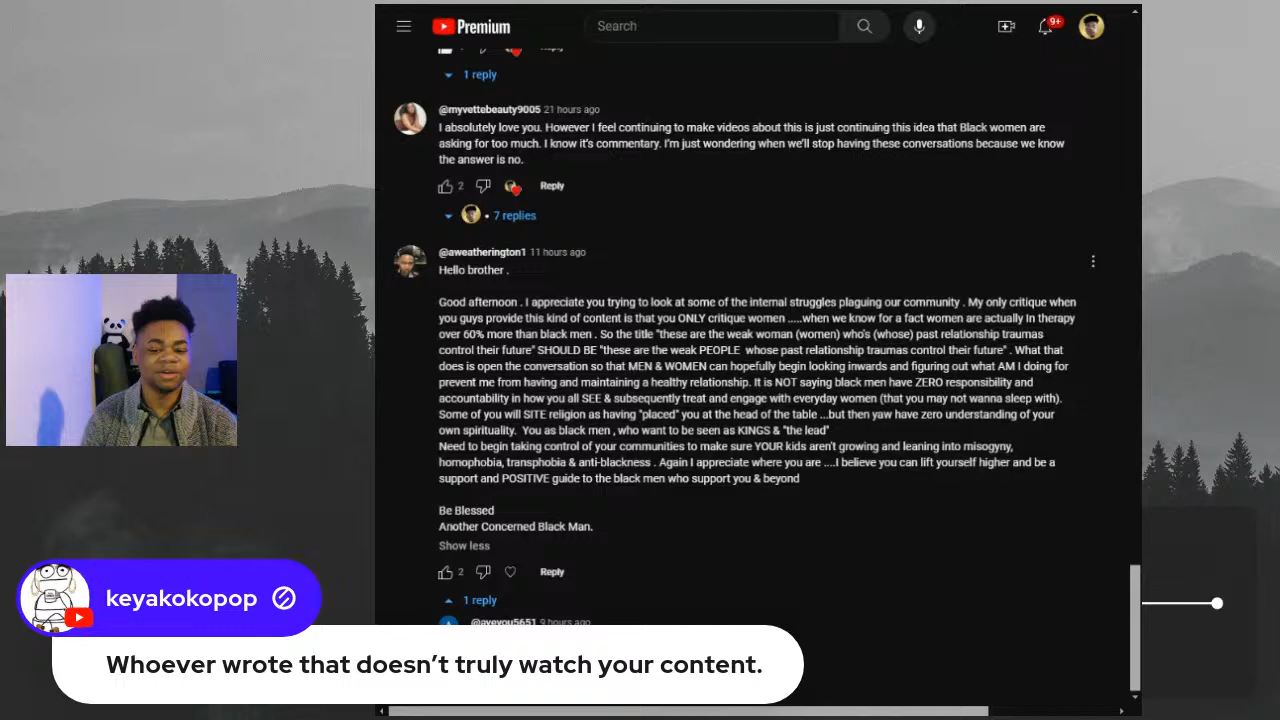 Premium
Search
9+
1 reply
@myvettebeauty9005 21 hours ago
I absolutely love you. However I feel continuing to make videos about this is just continuing this idea that Black women are
asking for too much. I know it's commentary. I'm just wondering when we'll stop having these conversations because we know
the answer is no.
2
Reply
• 7 replies
@aweatherington1 11 hours ago
Hello brother .
Good afternoon . I appreciate you trying to look at some of the internal struggles plaguing our community . My only critique when
you guys provide this kind of content is that you ONLY critique women .....when we know for a fact women are actually In therapy
over 60% more than black men . So the title "these are the weak woman (women) who's (whose) past relationship traumas
control their future" SHOULD BE "these are the weak PEOPLE whose past relationship traumas control their future" . What that
does is open the conversation so that MEN & WOMEN can hopefully begin looking inwards and figuring out what AM I doing for
prevent me from having and maintaining a healthy relationship. It is NOT saying black men have ZERO responsibility and
accountability in how you all SEE & subsequently treat and engage with everyday women (that you may not wanna sleep with).
Some of you will SITE religion as having "placed" you at the head of the table ...but then yaw have zero understanding of your
own spirituality. You as black men , who want to be seen as KINGS & "the lead"
Need to begin taking control of your communities to make sure YOUR kids aren't growing and leaning into misogyny,
homophobia, transphobia & anti-blackness . Again I appreciate where you are ....I believe you can lift yourself higher and be a
support and POSITIVE guide to the black men who support you & beyond
Be Blessed
Another Concerned Black Man.
Show less
2
Reply
1 reply
@aveyou5651 9 hours ago
keyakokopop
Whoever wrote that doesn't truly watch your content.